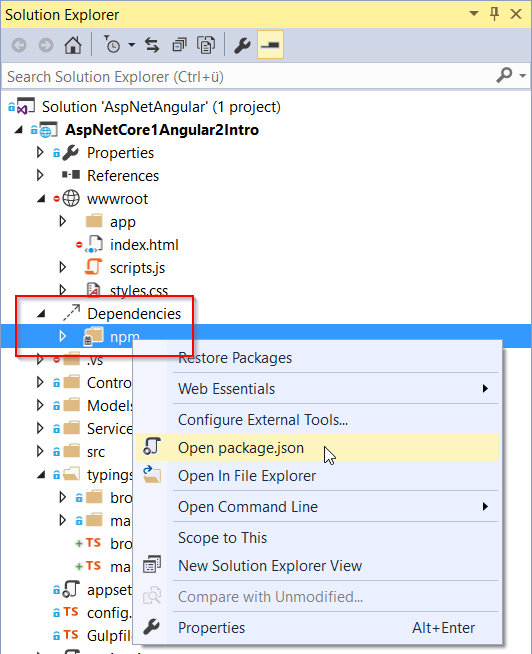 Solution Explorer
Search Solution Explorer (Ctrl+ü)
Solution 'AspNetAngular' (1 project)
AspNetCore1Angular2Intro
Properties
References
wwwroot
app
index.html
scripts.js
styles.css
Dependencies
npm
Restore Packages
.vs
Web Essentials
Contro
Models
Configure External Tools...
Service
Open package.json
src
Open In File Explorer
typings
bro
Open Command Line
ma
Scope to This
TS bro
New Solution Explorer View
TS ma
appset
Compare with Unmodified...
TS config.
TS Gulpfil
Properties Alt+Enter